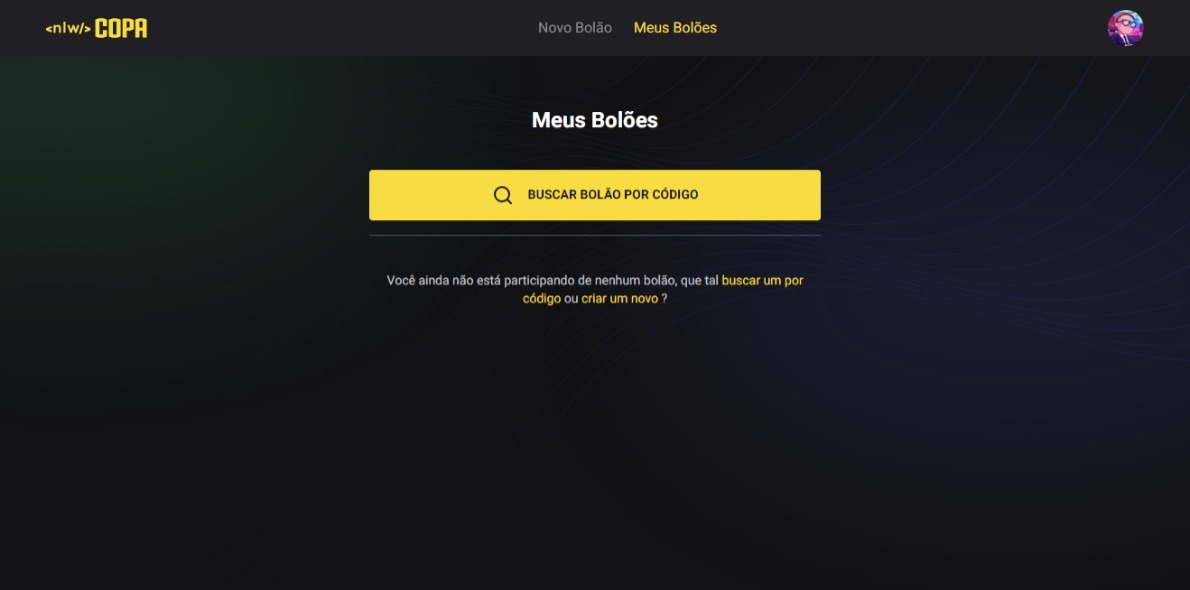 <nlw/> COPA
Novo Bolão Meus Bolões
Meus Bolões
BUSCAR BOLÃO POR CÓDIGO
Você ainda não está participando de nenhum bolão, que tal buscar um por
código ou criar um novo ?